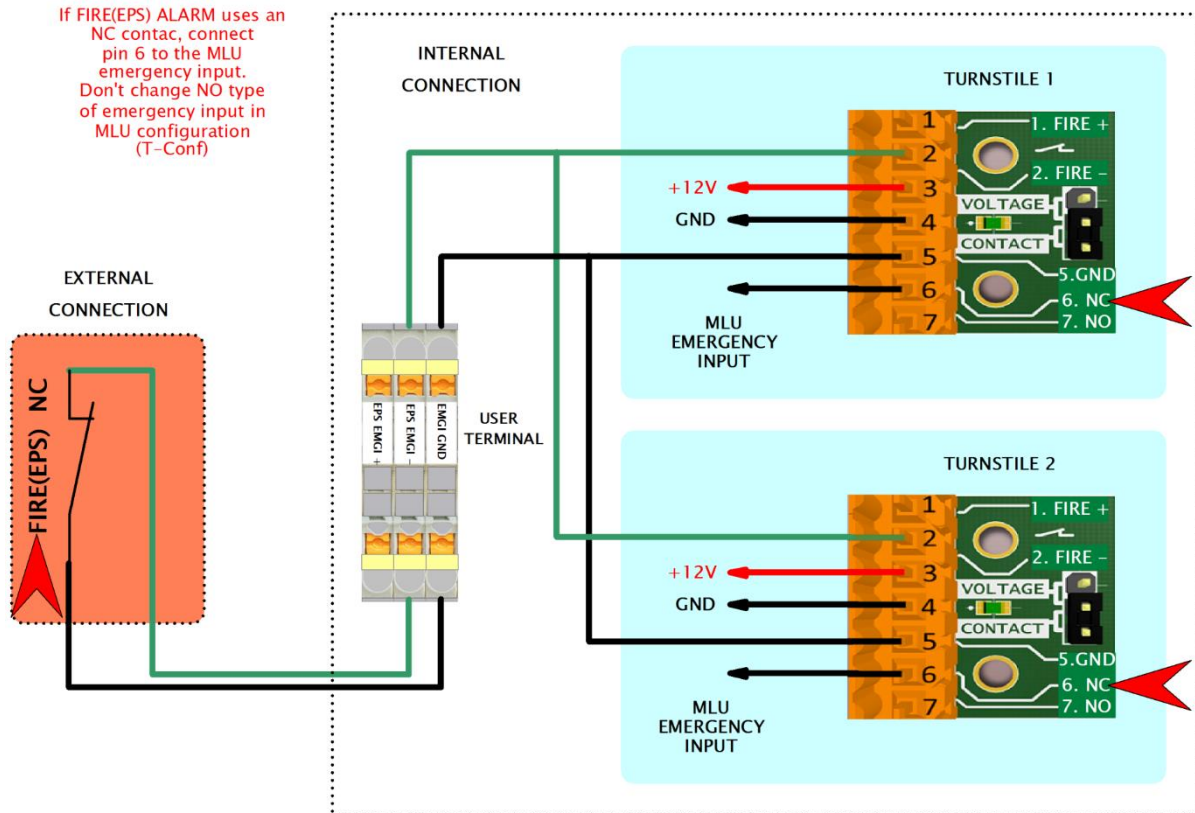 If FIRE(EPS) ALARM uses an
NC contac, connect
pin 6 to the MLU
emergency input.
Don't change NO type
of emergency input in
MLU configuration
(T-Conf)
INTERNAL
CONNECTION
TURNSTILE 1
1
2
3
4
5
6
7
1. FIRE +
2. FIRE -
VOLTAGE
CONTACT
5.GND
6. NC
7. NO
+12V
GND
MLU
EMERGENCY
INPUT
EXTERNAL
CONNECTION
FIRE(EPS) NC
EPS EMGI +
EPS EMGI -
EMGI GND
USER
TERMINAL
TURNSTILE 2
1
2
3
4
5
6
7
1. FIRE +
2. FIRE -
VOLTAGE
CONTACT
5.GND
6. NC
7. NO
+12V
GND
MLU
EMERGENCY
INPUT